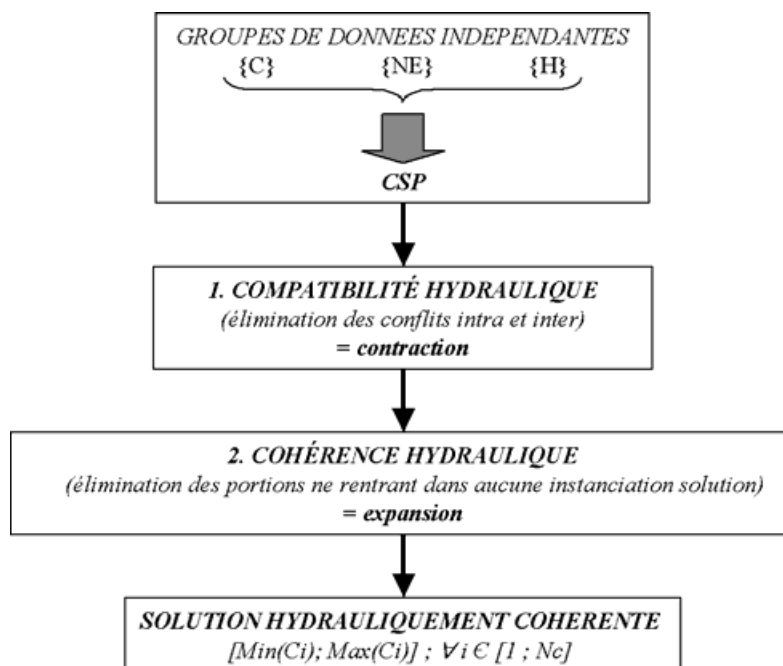 GROUPES DE DONNEES INDEPENDANTES
{C} {NE} {H}
CSP
1. COMPATIBILITÉ HYDRAULIQUE
(élimination des conflits intra et inter)
= contraction
2. COHÉRENCE HYDRAULIQUE
(élimination des portions ne rentrant dans aucune instanciation solution)
= expansion
SOLUTION HYDRAULIQUEMENT COHERENTE
[Min(Ci); Max(Ci)] ; ∀ i Є [1 ; Nc]